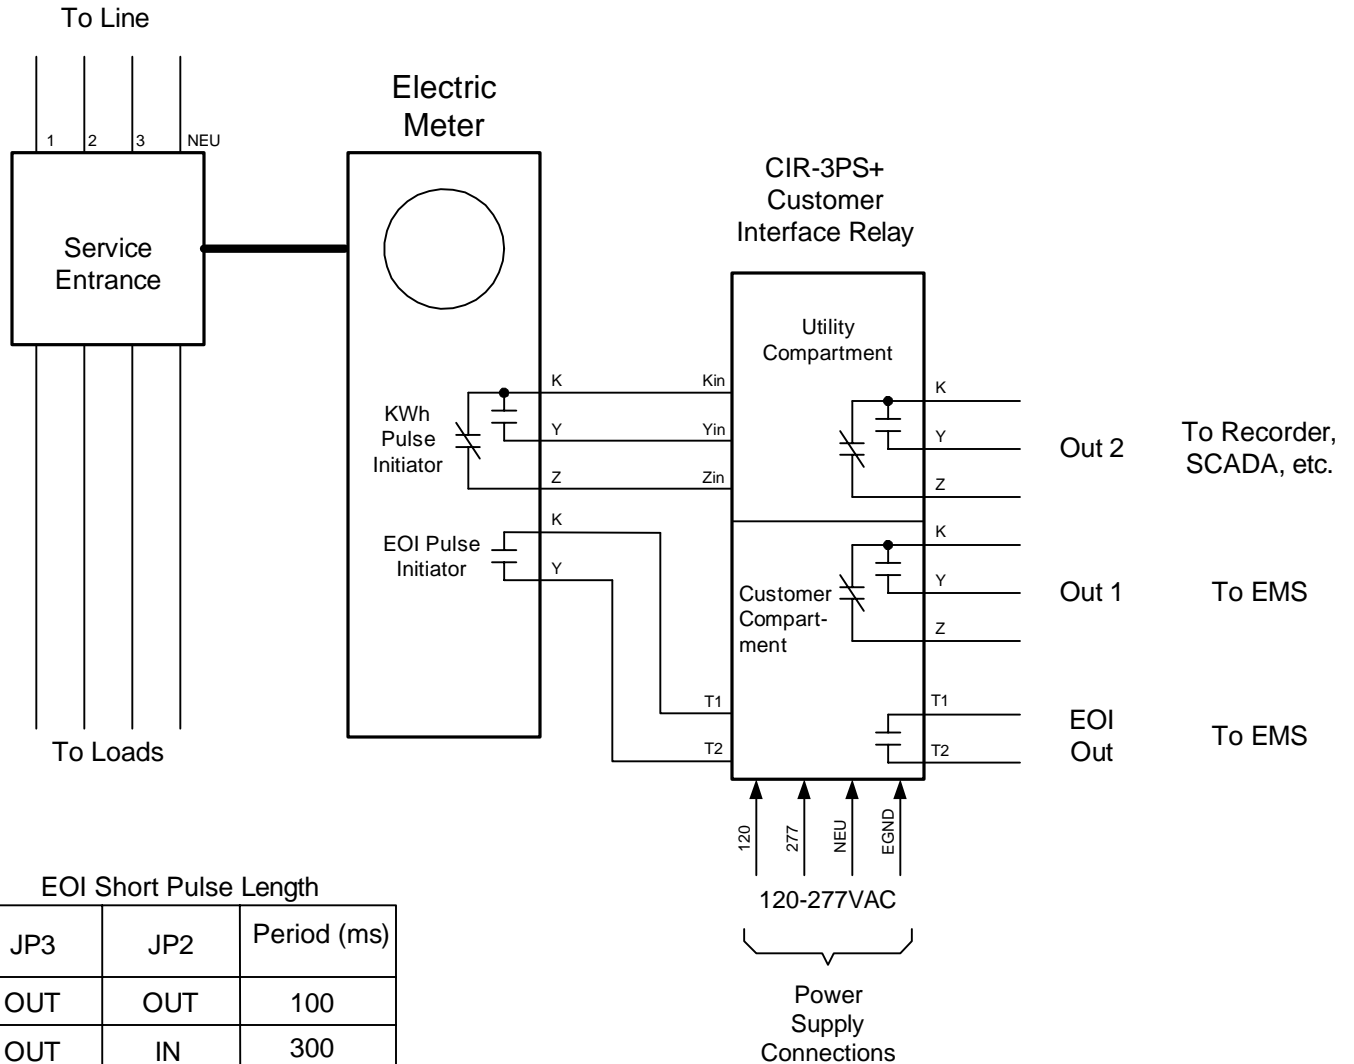 To Line
1
2
3
NEU
Service
Entrance
To Loads
Electric
Meter
KWh
Pulse
Initiator
K
Y
Z
EOI Pulse
Initiator
K
Y
CIR-3PS+
Customer
Interface Relay
Utility
Compartment
Kin
Yin
Zin
K
Y
Z
Out 2
To Recorder,
SCADA, etc.
Customer
Compart-
ment
K
Y
Z
Out 1
To EMS
T1
T2
T1
T2
EOI
Out
To EMS
120
277
NEU
EGND
120-277VAC
Power
Supply
Connections
EOI Short Pulse Length
JP3 JP2 Period (ms)
OUT OUT 100
OUT IN 300